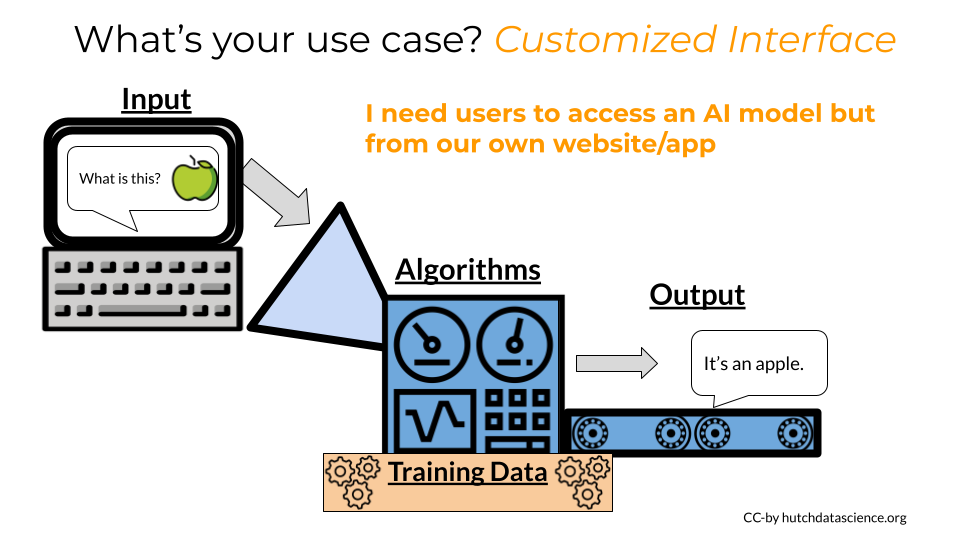 What's your use case? Customized Interface
Input
I need users to access an AI model but
from our own website/app
What is this?
Algorithms
Output
It's an apple.
Training Data
CC-by hutchdatascience.org